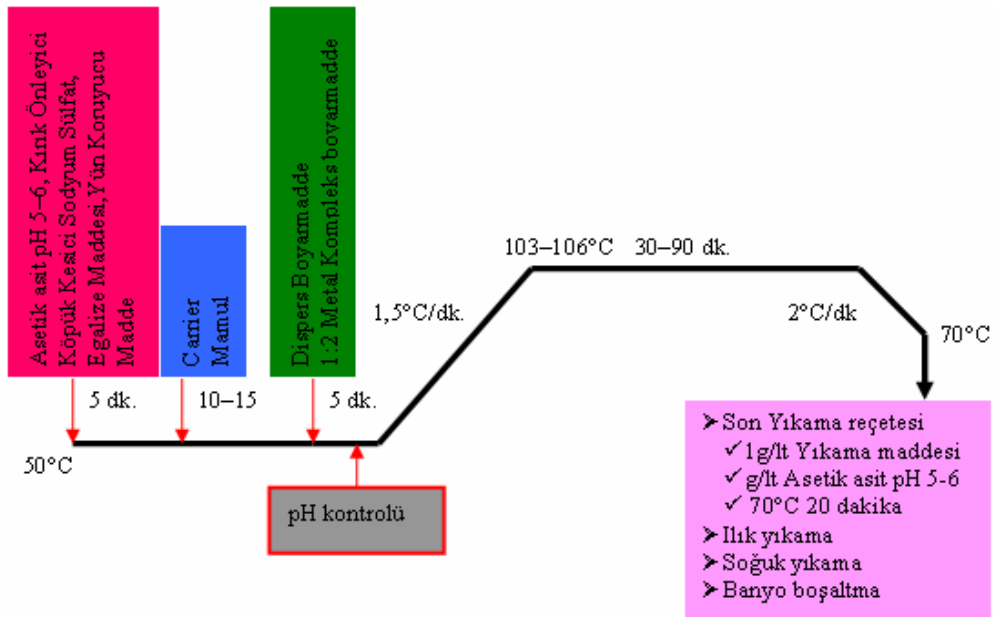 Asetik asit pH 5–6, Kırık Önleyici
Köpük Kesici Sodyum Sülfat,
Egalize Maddesi,Yün Koruyucu
Madde
Carrier
Mamul
Dispers Boyarmadde
1:2 Metal Kompleks boyarmadde
5 dk.
10–15
5 dk.
50°C
pH kontrolü
1,5°C/dk.
103–106°C 30–90 dk.
2°C/dk
70°C
➢Son Yıkama reçetesi
✓1g/lt Yıkama maddesi
✓g/lt Asetik asit pH 5-6
✓70°C 20 dakika
➢Ilık yıkama
➢Soğuk yıkama
➢Banyo boşaltma